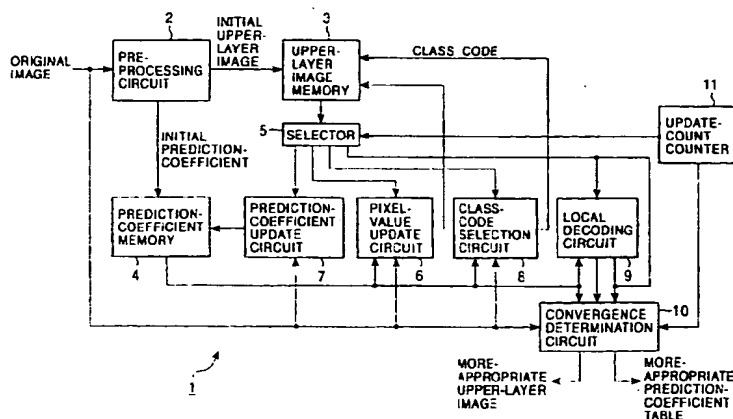 2
INITIAL
UPPER-
LAYER
IMAGE
3
ORIGINAL
IMAGE
PRE-
PROCESSING
CIRCUIT
UPPER-
LAYER
IMAGE
MEMORY
CLASS CODE
11
UPDATE-
COUNT
COUNTER
5
SELECTOR
INITIAL
PREDICTION-
COEFFICIENT
PREDICTION-
COEFFICIENT
MEMORY
4
PREDICTION-
COEFFICIENT
UPDATE
CIRCUIT
7
PIXEL-
VALUE
UPDATE
CIRCUIT
6
CLASS-
CODE
SELECTION
CIRCUIT
8
LOCAL
DECODING
CIRCUIT
9
10
CONVERGENCE
DETERMINATION
CIRCUIT
1
MORE-
APPROPRIATE
UPPER-LAYER
IMAGE
MORE-
APPROPRIATE
PREDICTION-
COEFFICIENT
TABLE